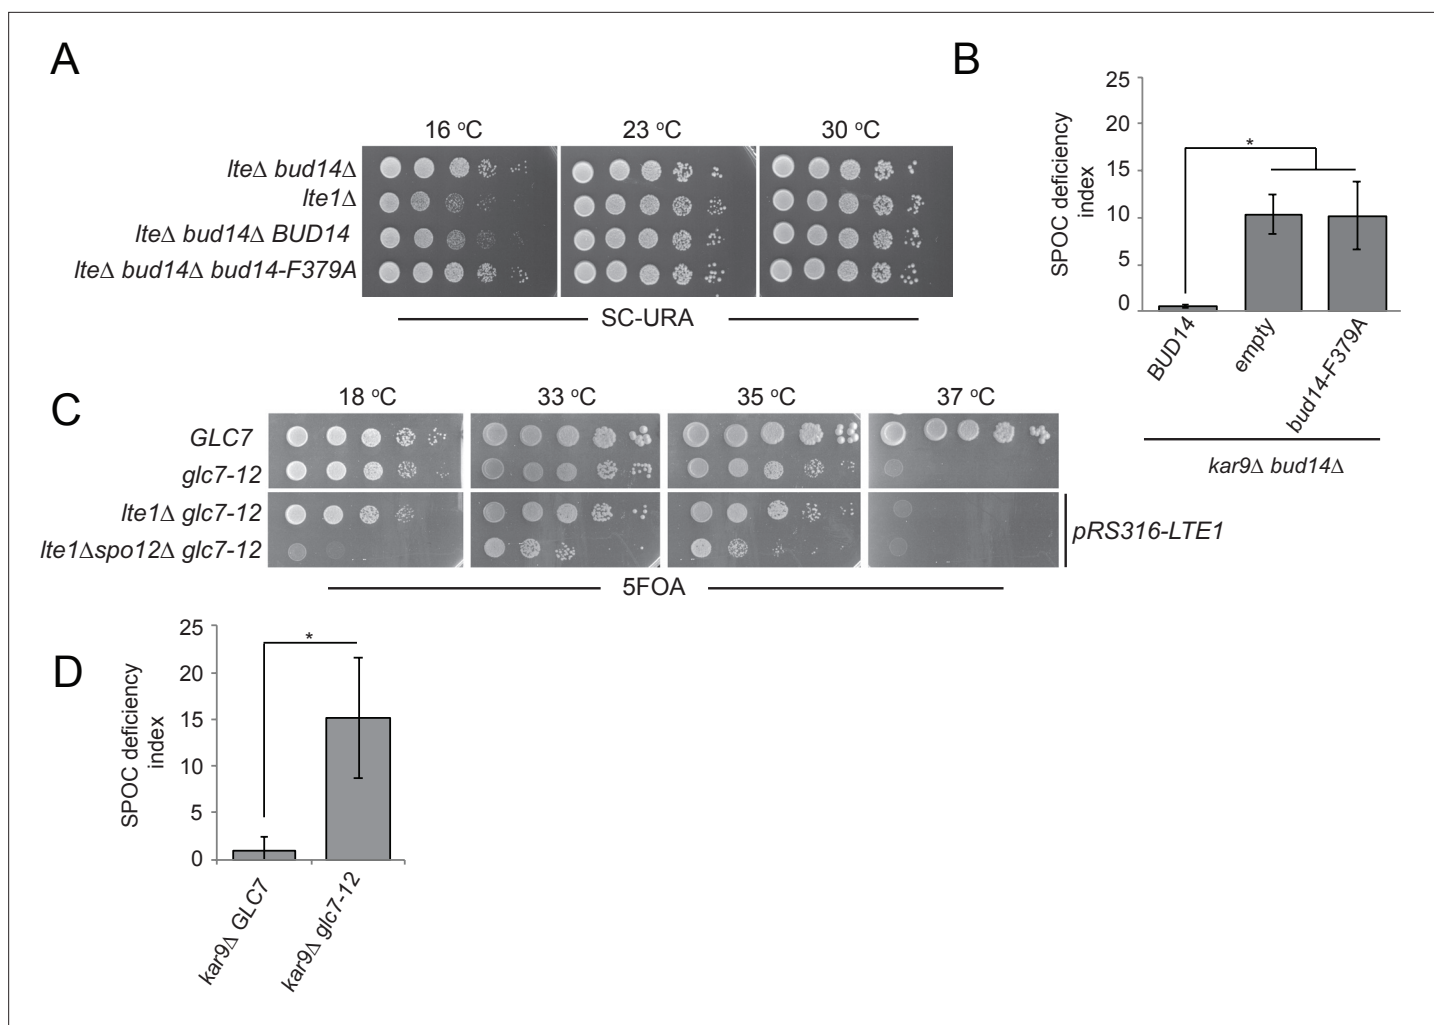 A
B
16 °C 23 °C 30 °C
lteΔ bud14Δ
lte1Δ
lteΔ bud14Δ BUD14
lteΔ bud14Δ bud14-F379A
SC-URA
SPOC deficiency
index
25
20
15
10
5
0
*
BUD14
empty
bud14-F379A
kar9Δ bud14Δ
C
18 °C 33 °C 35 °C 37 °C
GLC7
glc7-12
lte1Δ glc7-12
lte1Δspo12Δ glc7-12
pRS316-LTE1
5FOA
D
SPOC deficiency
index
25
20
15
10
5
0
*
kar9Δ GLC7
kar9Δ glc7-12